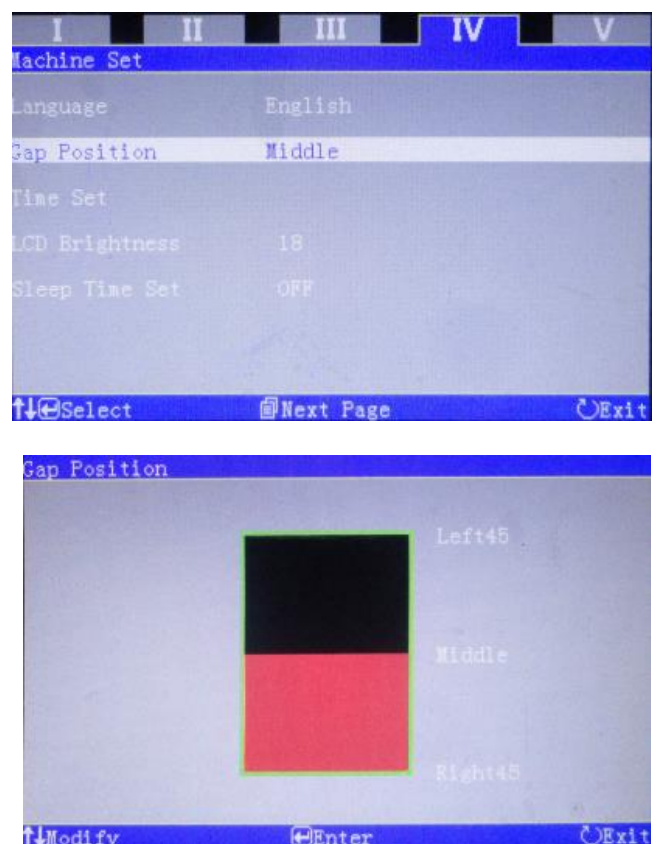 I II III IV V
Machine Set
Language English
Gap Position Middle
Time Set
LCD Brightness 18
Sleep Time Set OFF
↑↓Select Next Page Exit
Gap Position
Left45
Middle
Right45
↑↓Modify Enter Exit